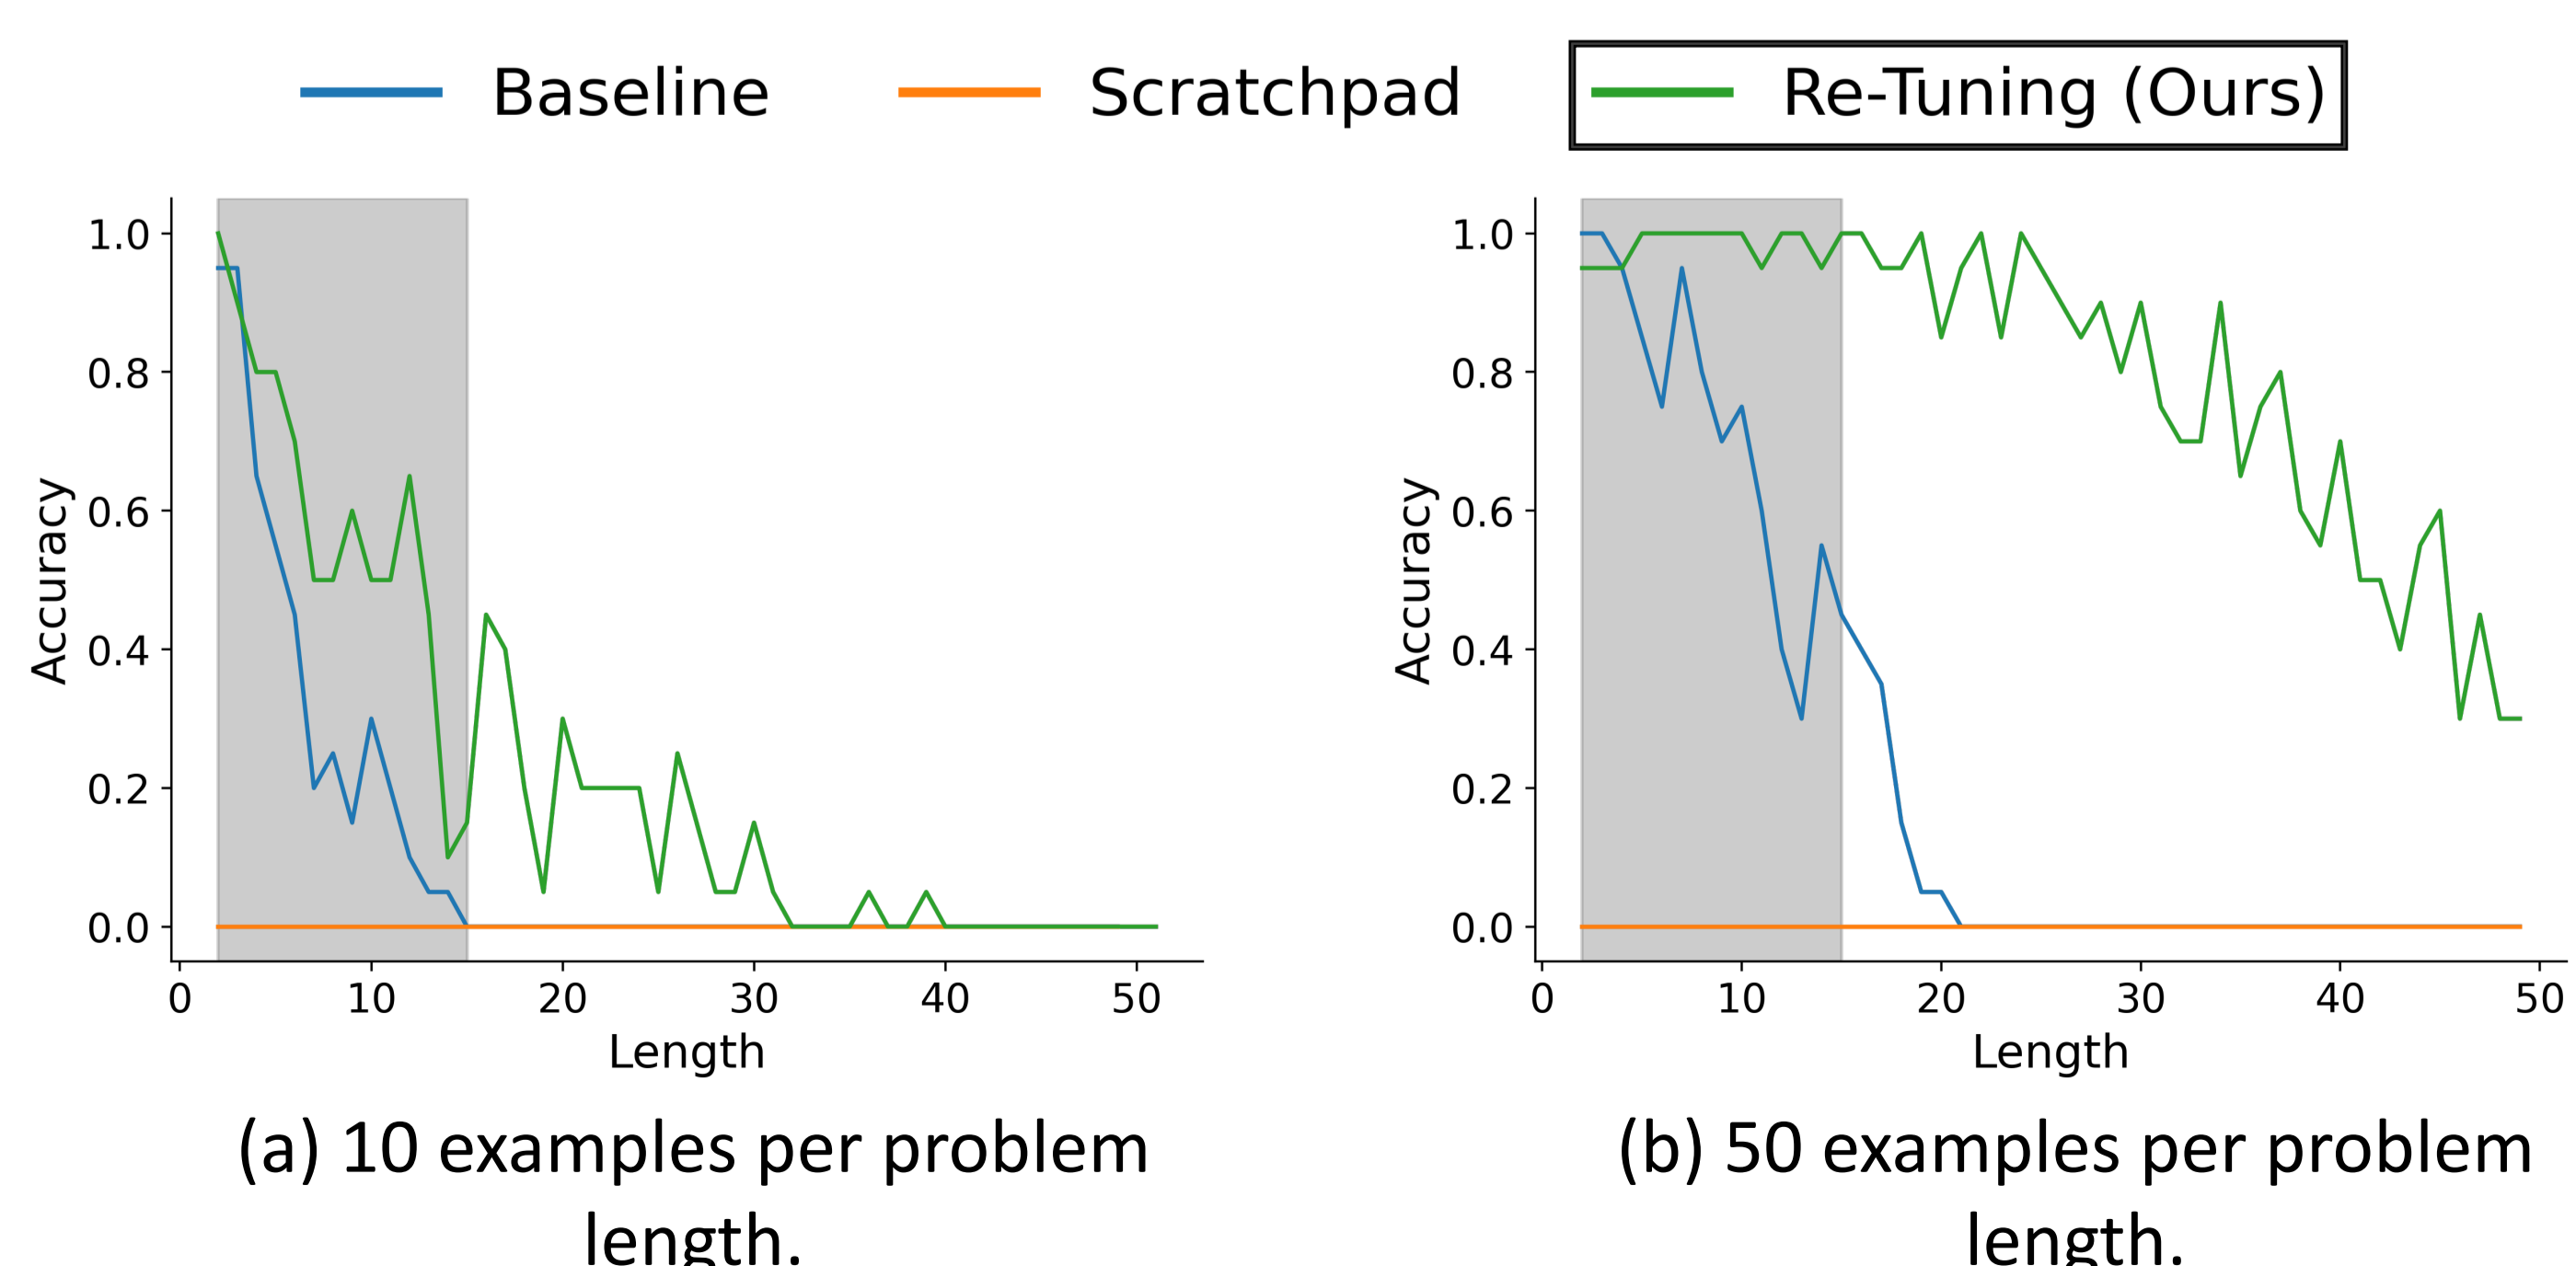 Baseline Scratchpad Re-Tuning (Ours)
1.0
0.8
0.6
0.4
0.2
0.0
Accuracy
0 10 20 30 40 50
Length
(a) 10 examples per problem
length.
1.0
0.8
0.6
0.4
0.2
0.0
Accuracy
0 10 20 30 40 50
Length
(b) 50 examples per problem
length.